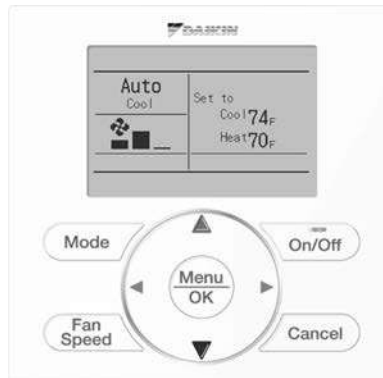 DAIKIN
Auto
Cool
Set to
Cool 74F
Heat 70F
Mode
On/Off
Menu
OK
Fan
Speed
Cancel